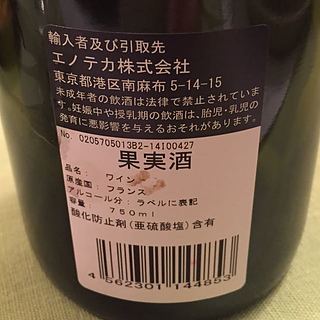 輸入者及び引取先
エノテカ株式会社
東京都港区南麻布5-14-15
未成年者の飲酒は法律で禁止されていま
す。妊娠中や授乳期の飲酒は、胎児・乳児の
発育に悪影響を与えるおそれがあります。
No. 0205705013B2-14I00427
果実酒
品名: ワイン
原産国: フランス
アルコール分: ラベルに表記
容量: 750ml
酸化防止剤(亜硫酸塩)含有
4 562301 144853